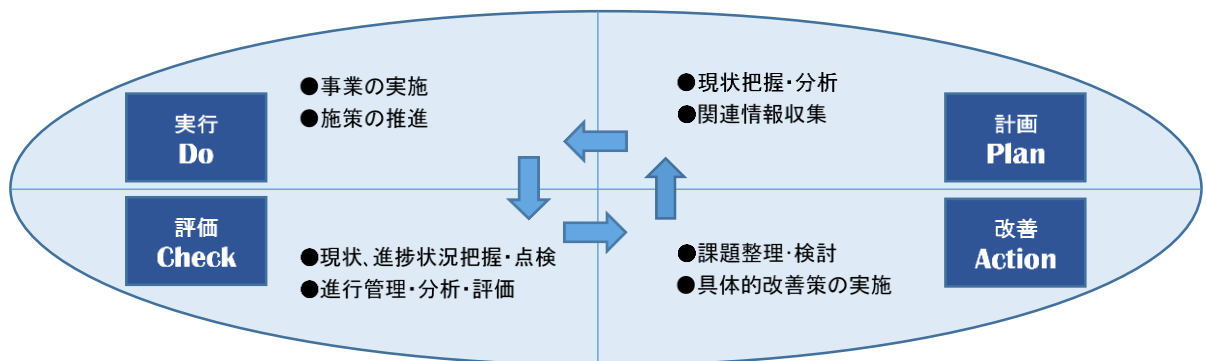 ●事業の実施
●施策の推進
実行
Do
●現状把握・分析
●関連情報収集
計画
Plan
評価
Check
●現状、進捗状況把握・点検
●進行管理・分析・評価
●課題整理・検討
●具体的改善策の実施
改善
Action